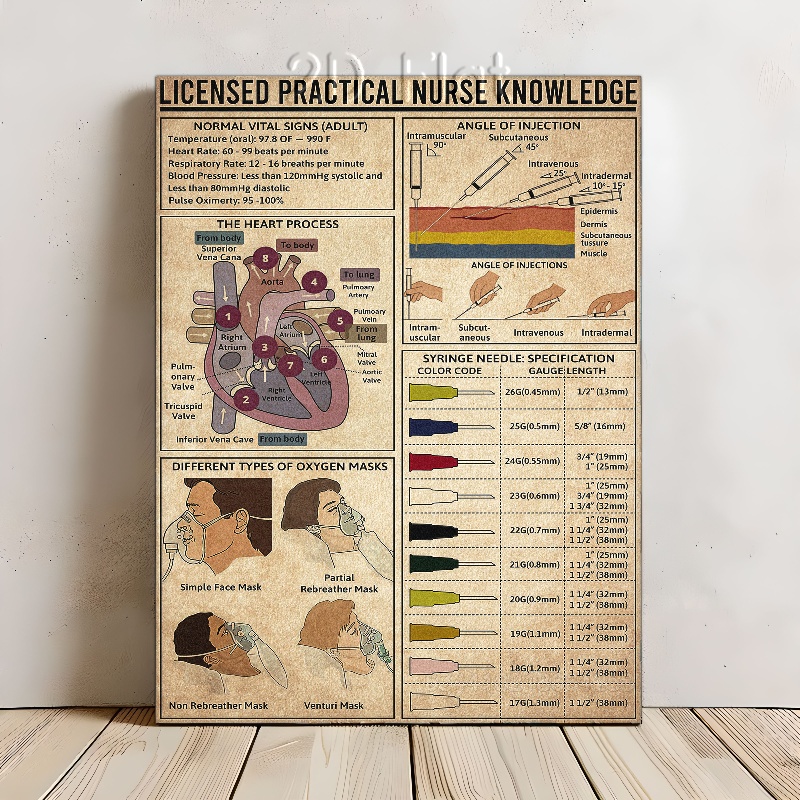 2D Flat
LICENSED PRACTICAL NURSE KNOWLEDGE
NORMAL VITAL SIGNS (ADULT)
Temperature (oral): 97.8 OF — 990 F
Heart Rate: 60 - 99 beats per minute
Respiratory Rate: 12 - 16 breaths per minute
Blood Pressure: Less than 120mmHg systolic and
Less than 80mmHg diastolic
Pulse Oximerty: 95 -100%
THE HEART PROCESS
From body
Superior
Vena Cana
8
To body
Aorta
4
To lung
Pulmoary
Artery
1
Right
Atrium
Left
Atrium
5
Pulmoary
Vein
From
lung
3
6
Mitral
Valve
7
Aortic
Valve
Left
Ventricle
Pulm-
onary
Valve
Right
Ventricle
2
Tricuspid
Valve
Inferior Vena Cave
From body
DIFFERENT TYPES OF OXYGEN MASKS
Simple Face Mask
Partial
Rebreather Mask
Non Rebreather Mask
Venturi Mask
ANGLE OF INJECTION
Intramuscular
90°
Subcutaneous
45°
Intravenous
25°
Intradermal
10°- 15°
Epidermis
Dermis
Subcutaneous
tussure
Muscle
ANGLE OF INJECTIONS
Intram-
uscular
Subcut-
aneous
Intravenous
Intradermal
SYRINGE NEEDLE: SPECIFICATION
COLOR CODE GAUGE LENGTH
26G(0.45mm) 1/2" (13mm)
25G(0.5mm) 5/8" (16mm)
24G(0.55mm) 3/4" (19mm)
1" (25mm)
23G(0.6mm) 1" (25mm)
3/4" (19mm)
1 3/4" (32mm)
22G(0.7mm) 1" (25mm)
1 1/4" (32mm)
1 1/2" (38mm)
21G(0.8mm) 1" (25mm)
1 1/4" (32mm)
1 1/2" (38mm)
20G(0.9mm) 1 1/4" (32mm)
1 1/2" (38mm)
19G(1.1mm) 1 1/4" (32mm)
1 1/2" (38mm)
18G(1.2mm) 1 1/4" (32mm)
1 1/2" (38mm)
17G(1.3mm) 1 1/2" (38mm)